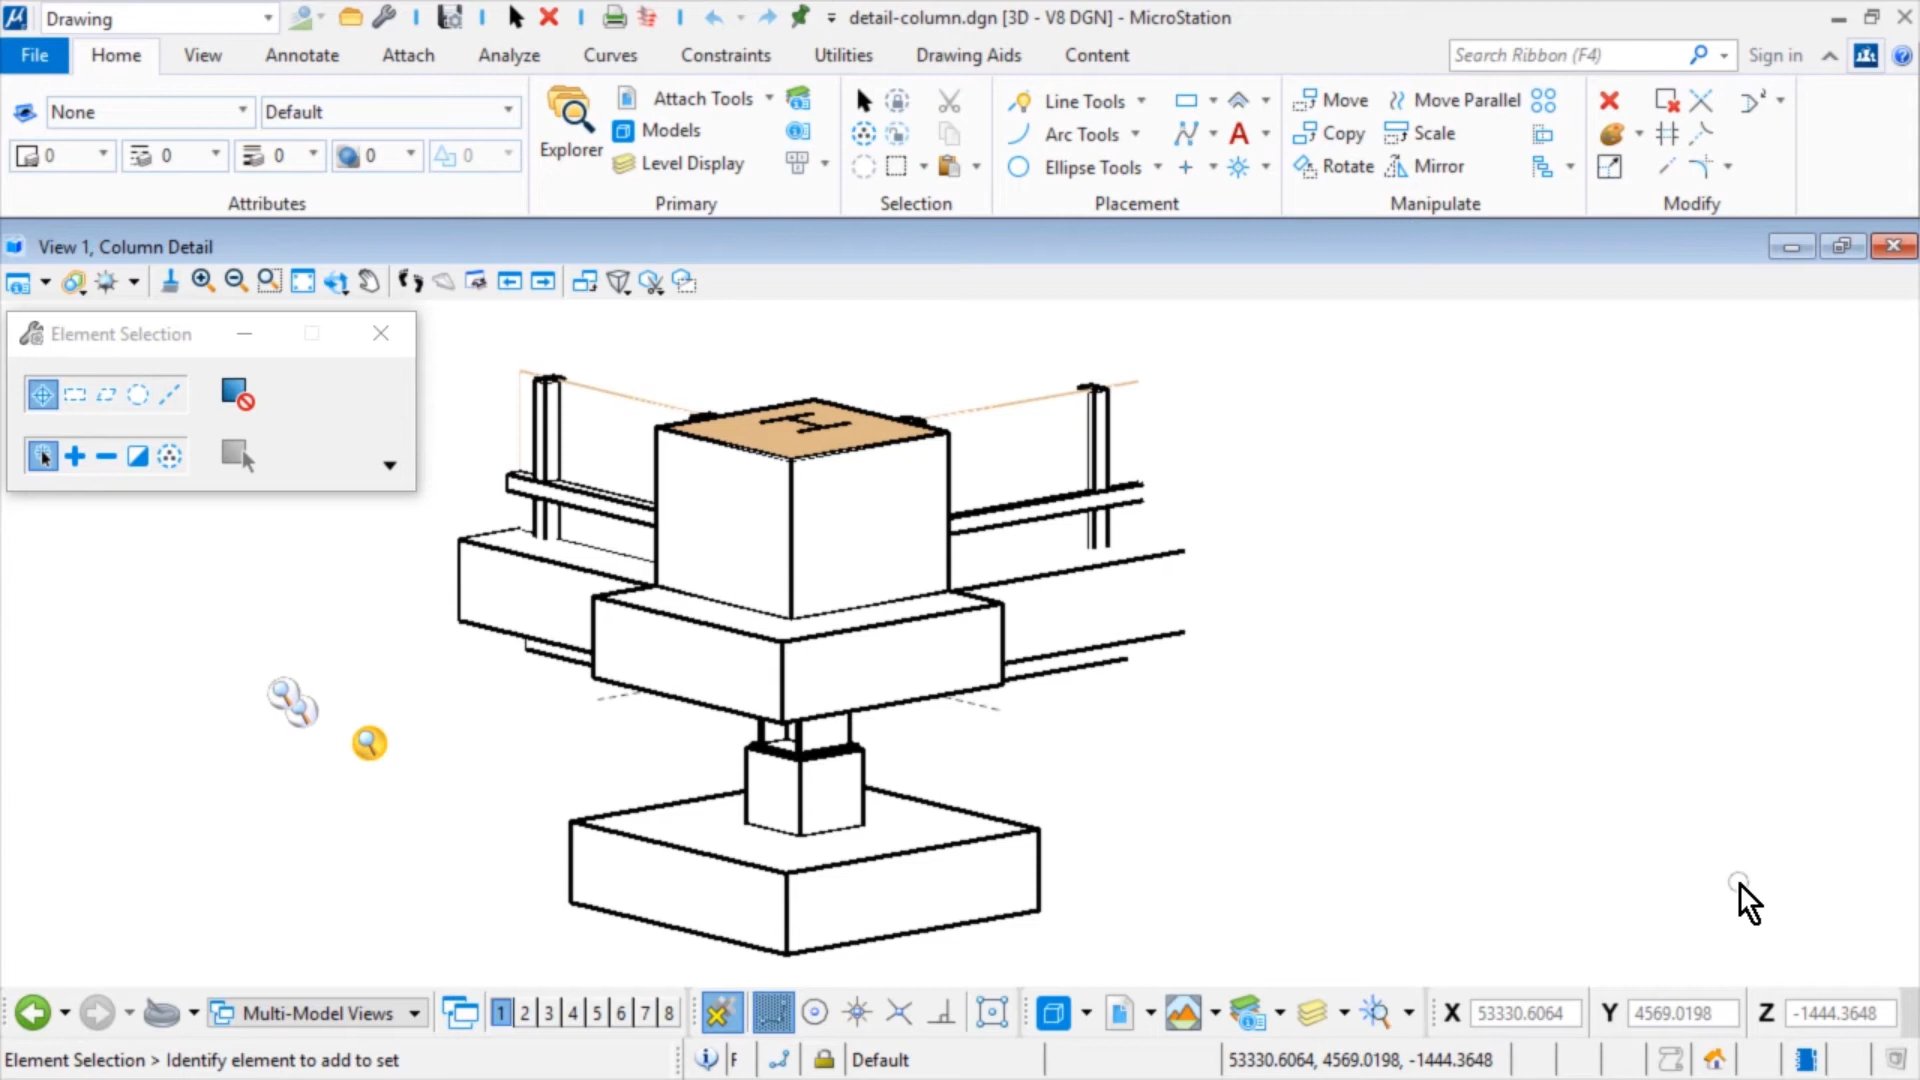 Drawing
detail-column.dgn [3D - V8 DGN] - MicroStation
File Home View Annotate Attach Analyze Curves Constraints Utilities Drawing Aids Content
Search Ribbon (F4) Sign in
None Default
0 0 0 0 0
Attributes
Explorer
Attach Tools
Models
Level Display
Primary
Selection
Line Tools
Arc Tools
Ellipse Tools
Placement
Move Move Parallel
Copy Scale
Rotate Mirror
Manipulate
Modify
View 1, Column Detail
Element Selection
Multi-Model Views
1 2 3 4 5 6 7 8
X 53330.6064 Y 4569.0198 Z -1444.3648
Element Selection > Identify element to add to set
F
Default
53330.6064, 4569.0198, -1444.3648